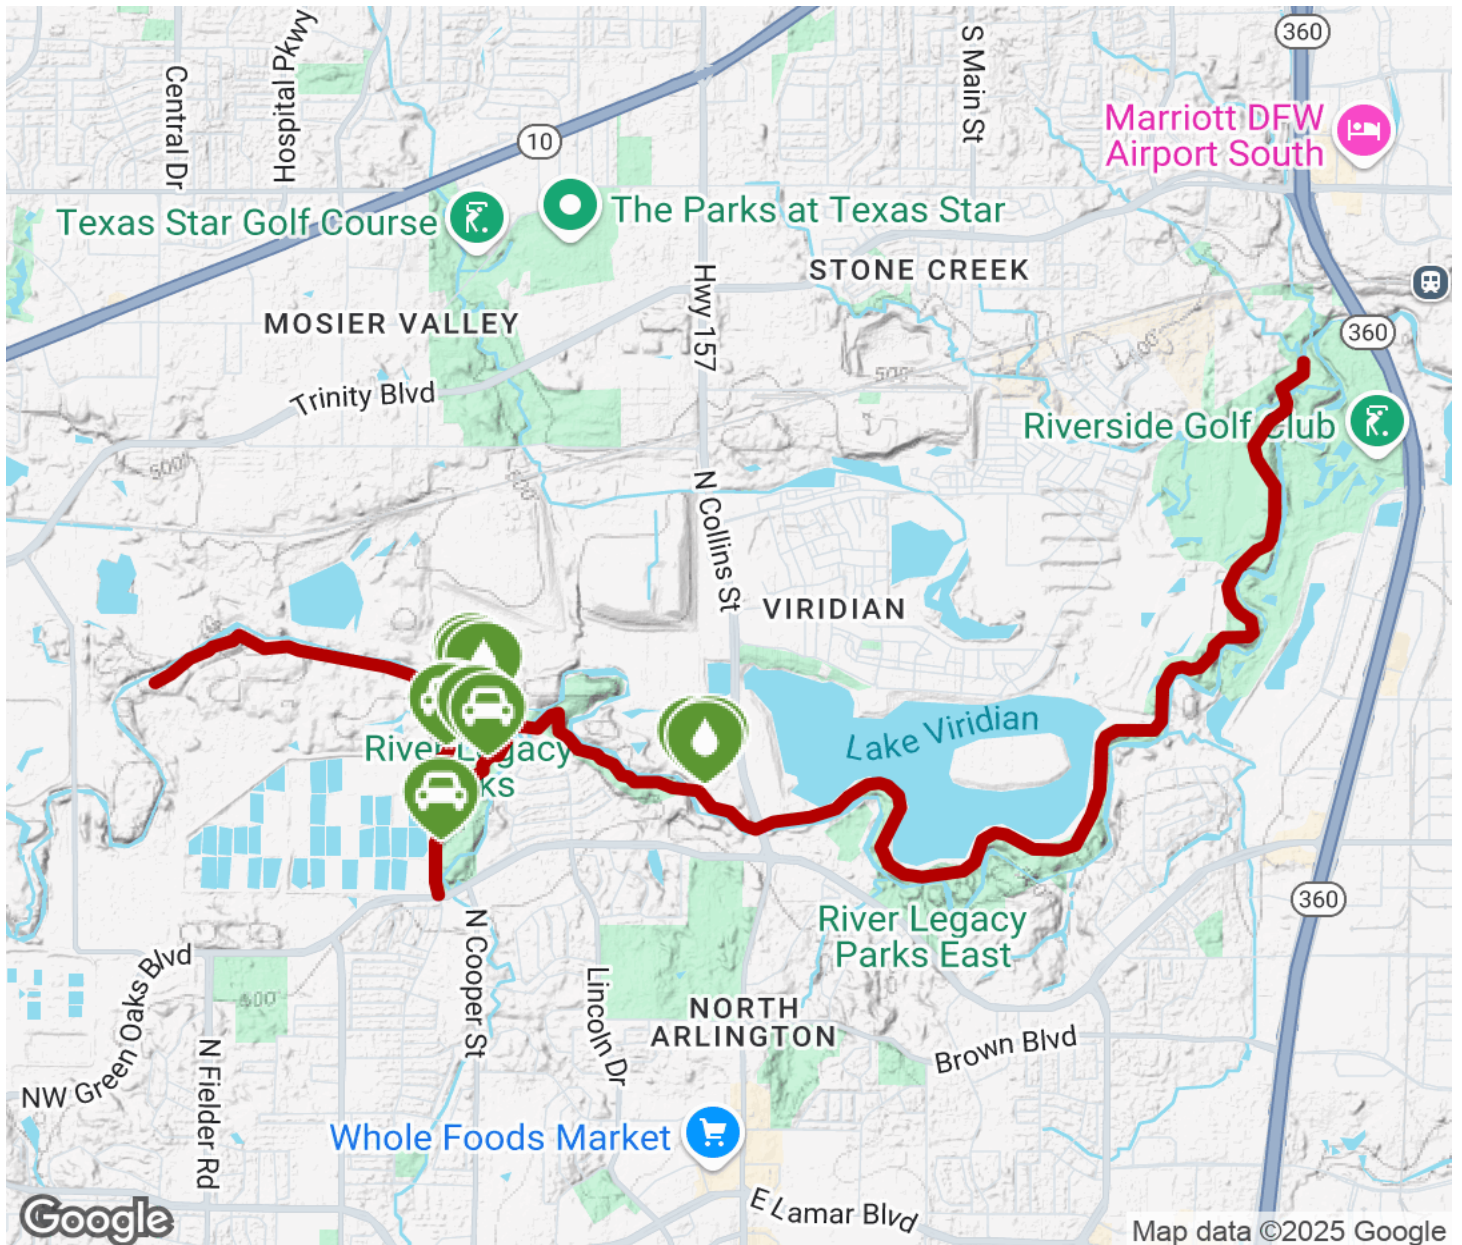 360
S Main St
Central Dr
Hospital Pkwy
Marriott DFW
Airport South
10
Texas Star Golf Course
The Parks at Texas Star
STONE CREEK
Hwy 157
MOSIER VALLEY
360
500'
Trinity Blvd
Riverside Golf Club
500'
N Collins St
VIRIDIAN
Lake Viridian
River Legacy
360
N Cooper St
River Legacy
Parks East
NW Green Oaks Blvd
Lincoln Dr
NORTH
ARLINGTON
N Fielder Rd
Brown Blvd
Whole Foods Market
E Lamar Blvd
Google
Map data ©2025 Google